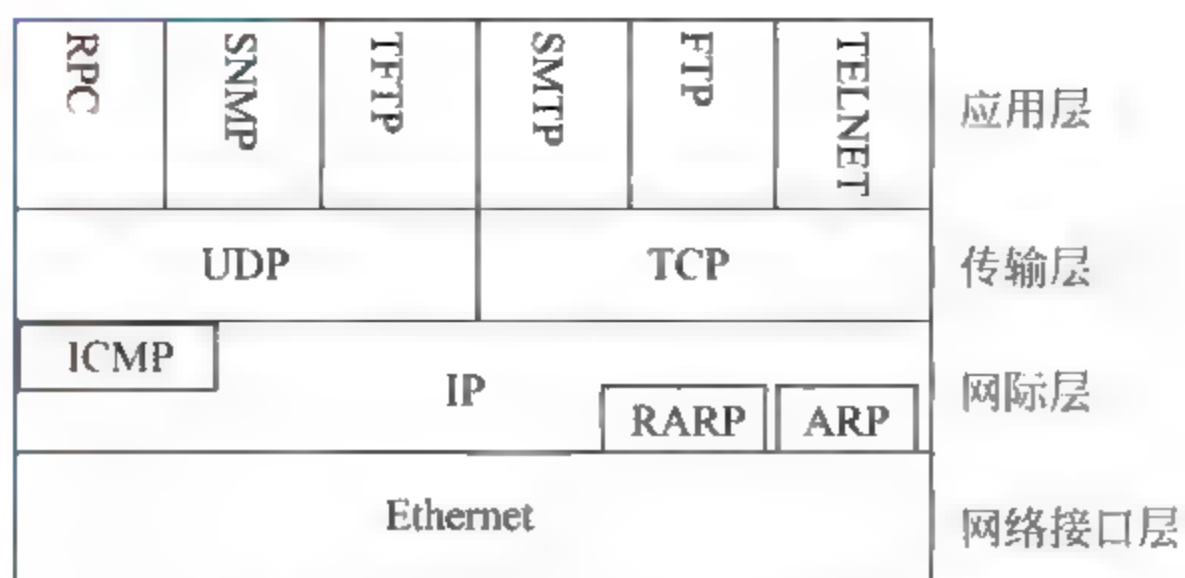 RPC
SNMP
TFTP
SMTP
FTP
TELNET
应用层
UDP
TCP
传输层
ICMP
IP
RARP
ARP
网际层
Ethernet
网络接口层